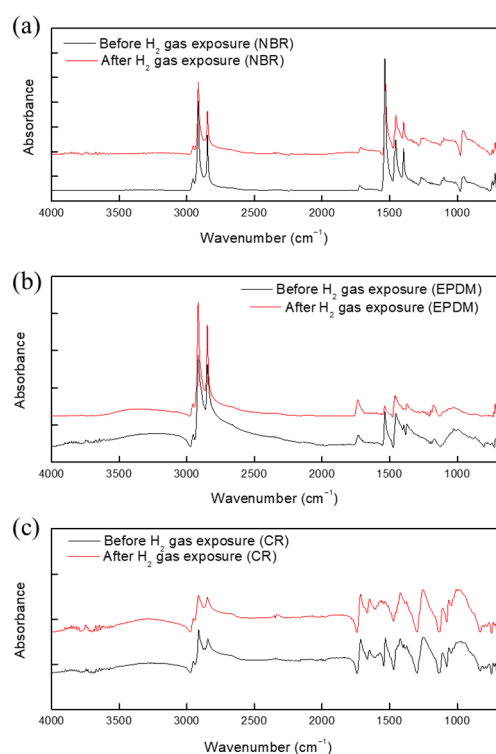 (a)
Before H₂ gas exposure (NBR)
After H₂ gas exposure (NBR)
Absorbance
4000 3500 3000 2500 2000 1500 1000
Wavenumber (cm⁻¹)
(b)
Before H₂ gas exposure (EPDM)
After H₂ gas exposure (EPDM)
Absorbance
4000 3500 3000 2500 2000 1500 1000
Wavenumber (cm⁻¹)
(c)
Before H₂ gas exposure (CR)
After H₂ gas exposure (CR)
Absorbance
4000 3500 3000 2500 2000 1500 1000
Wavenumber (cm⁻¹)